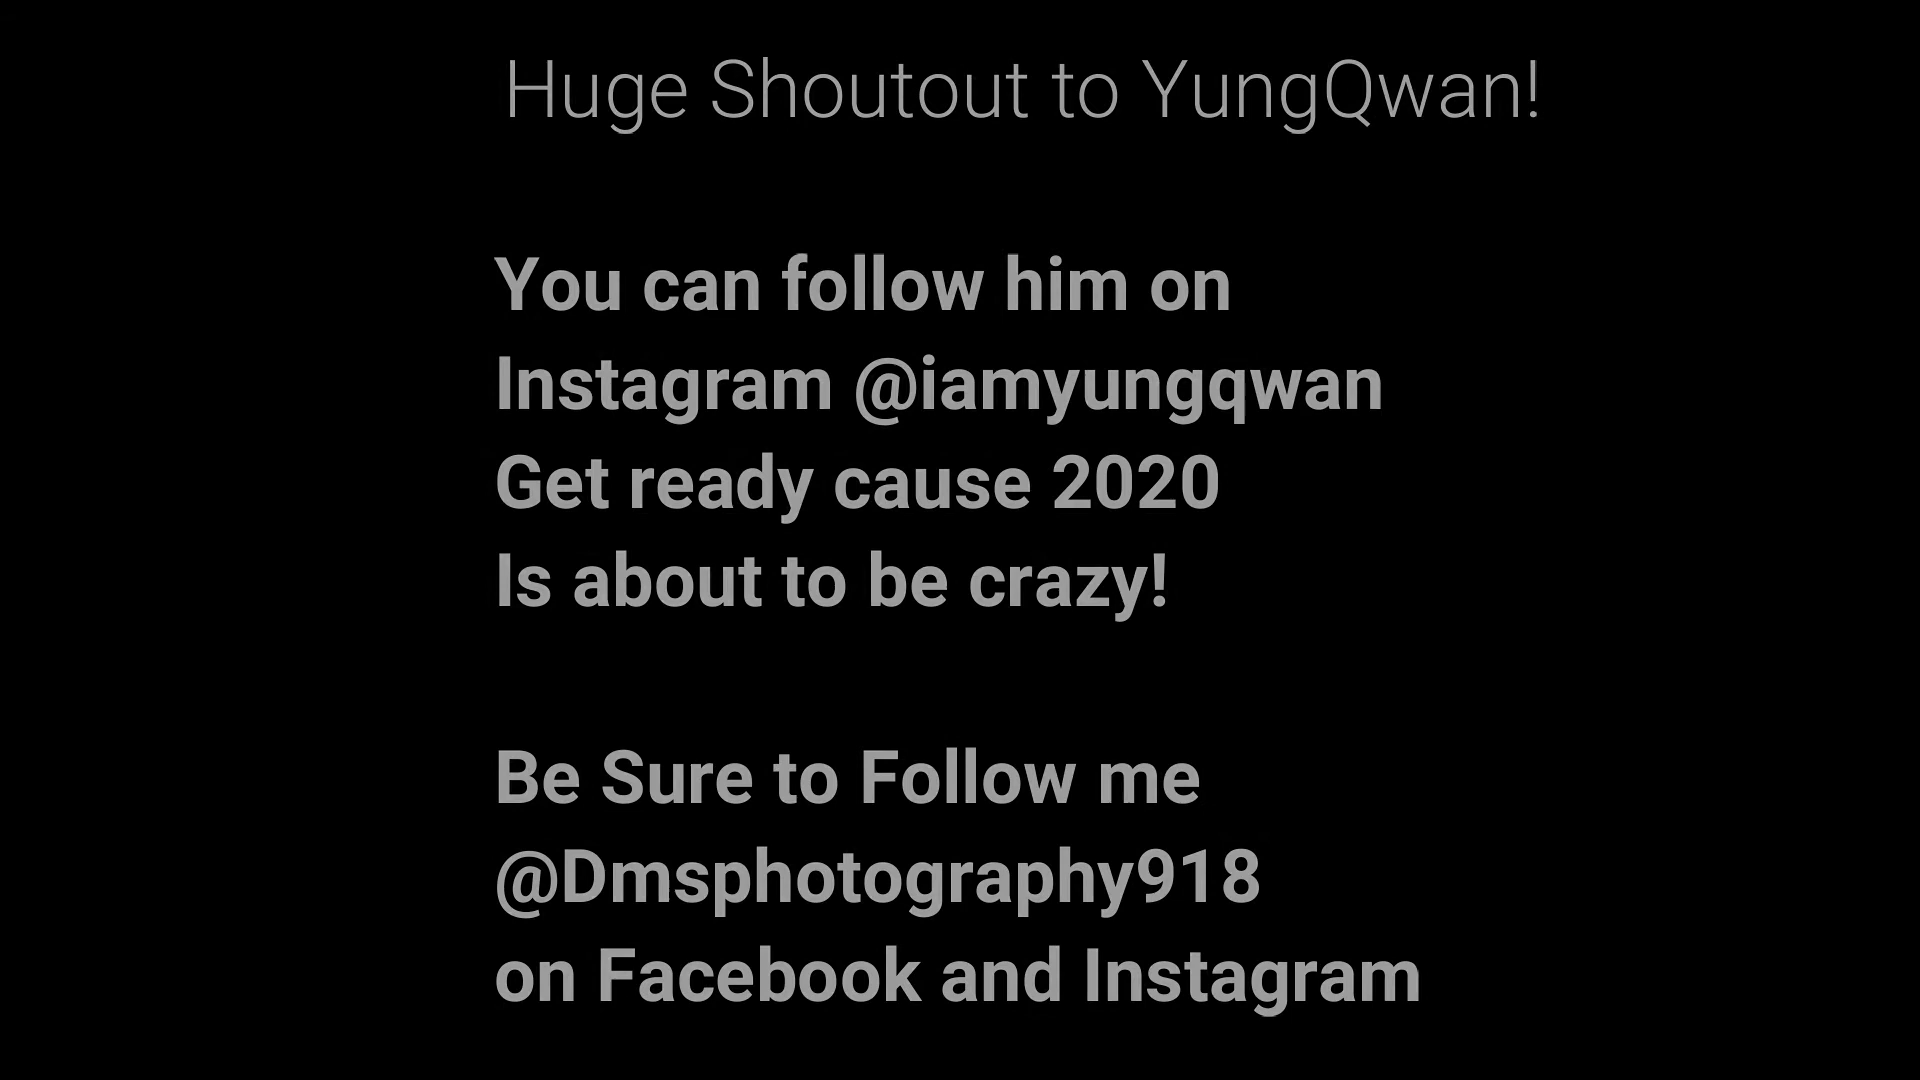 Huge Shoutout to YungQwan!
You can follow him on
Instagram @iamyungqwan
Get ready cause 2020
Is about to be crazy!
Be Sure to Follow me
@Dmsphotography918
on Facebook and Instagram